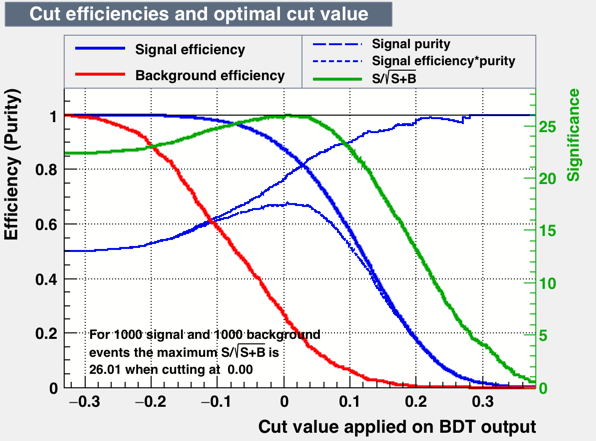 Cut efficiencies and optimal cut value
Signal efficiency
Background efficiency
Signal purity
Signal efficiency*purity
S/√S+B
Efficiency (Purity)
1
0.8
0.6
0.4
0.2
0
Significance
25
20
15
10
5
0
For 1000 signal and 1000 background
events the maximum S/√S+B is
26.01 when cutting at 0.00
−0.3 −0.2 −0.1 0 0.1 0.2 0.3
Cut value applied on BDT output